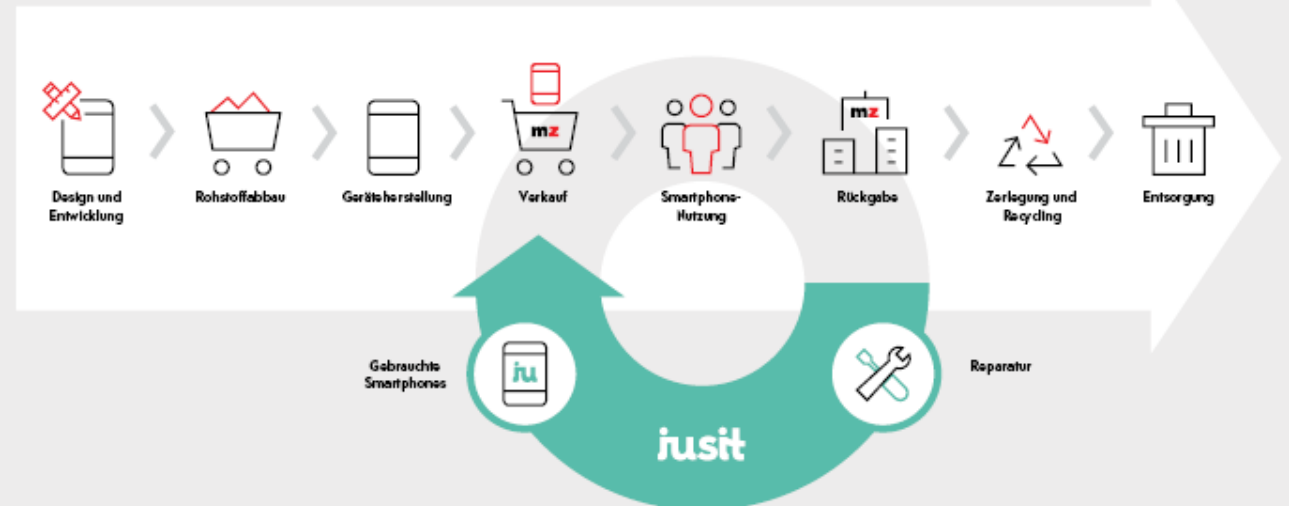 mz
mz
Design und
Entwicklung
Rohstoffabbau
Geräteherstellung
Verkauf
Smartphone-
Nutzung
Rückgabe
Zerlegung und
Recycling
Entsorgung
Gebrauchte
Smartphones
ju
Reparatur
jusit